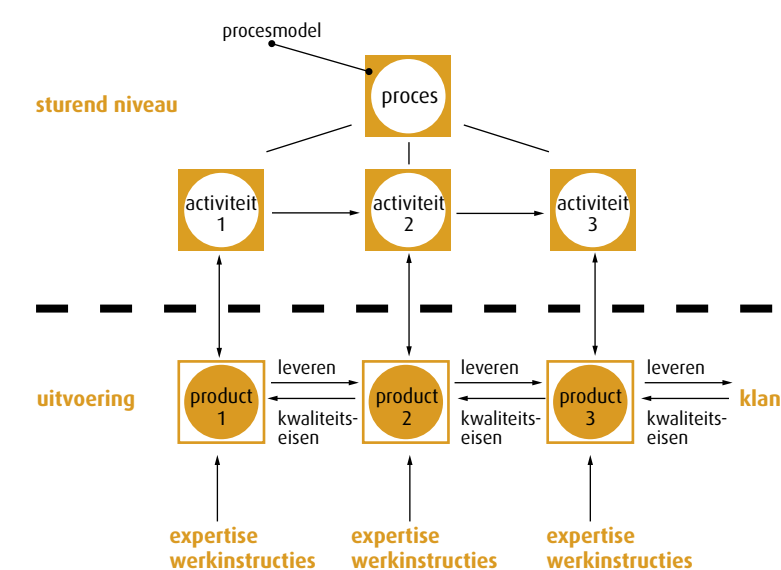 procesmodel
proces
sturend niveau
activiteit
1
activiteit
2
activiteit
3
leveren
leveren
leveren
uitvoering
product
1
product
2
product
3
klan
kwaliteits-
eisen
kwaliteits-
eisen
kwaliteits-
eisen
expertise
werkinstructies
expertise
werkinstructies
expertise
werkinstructies